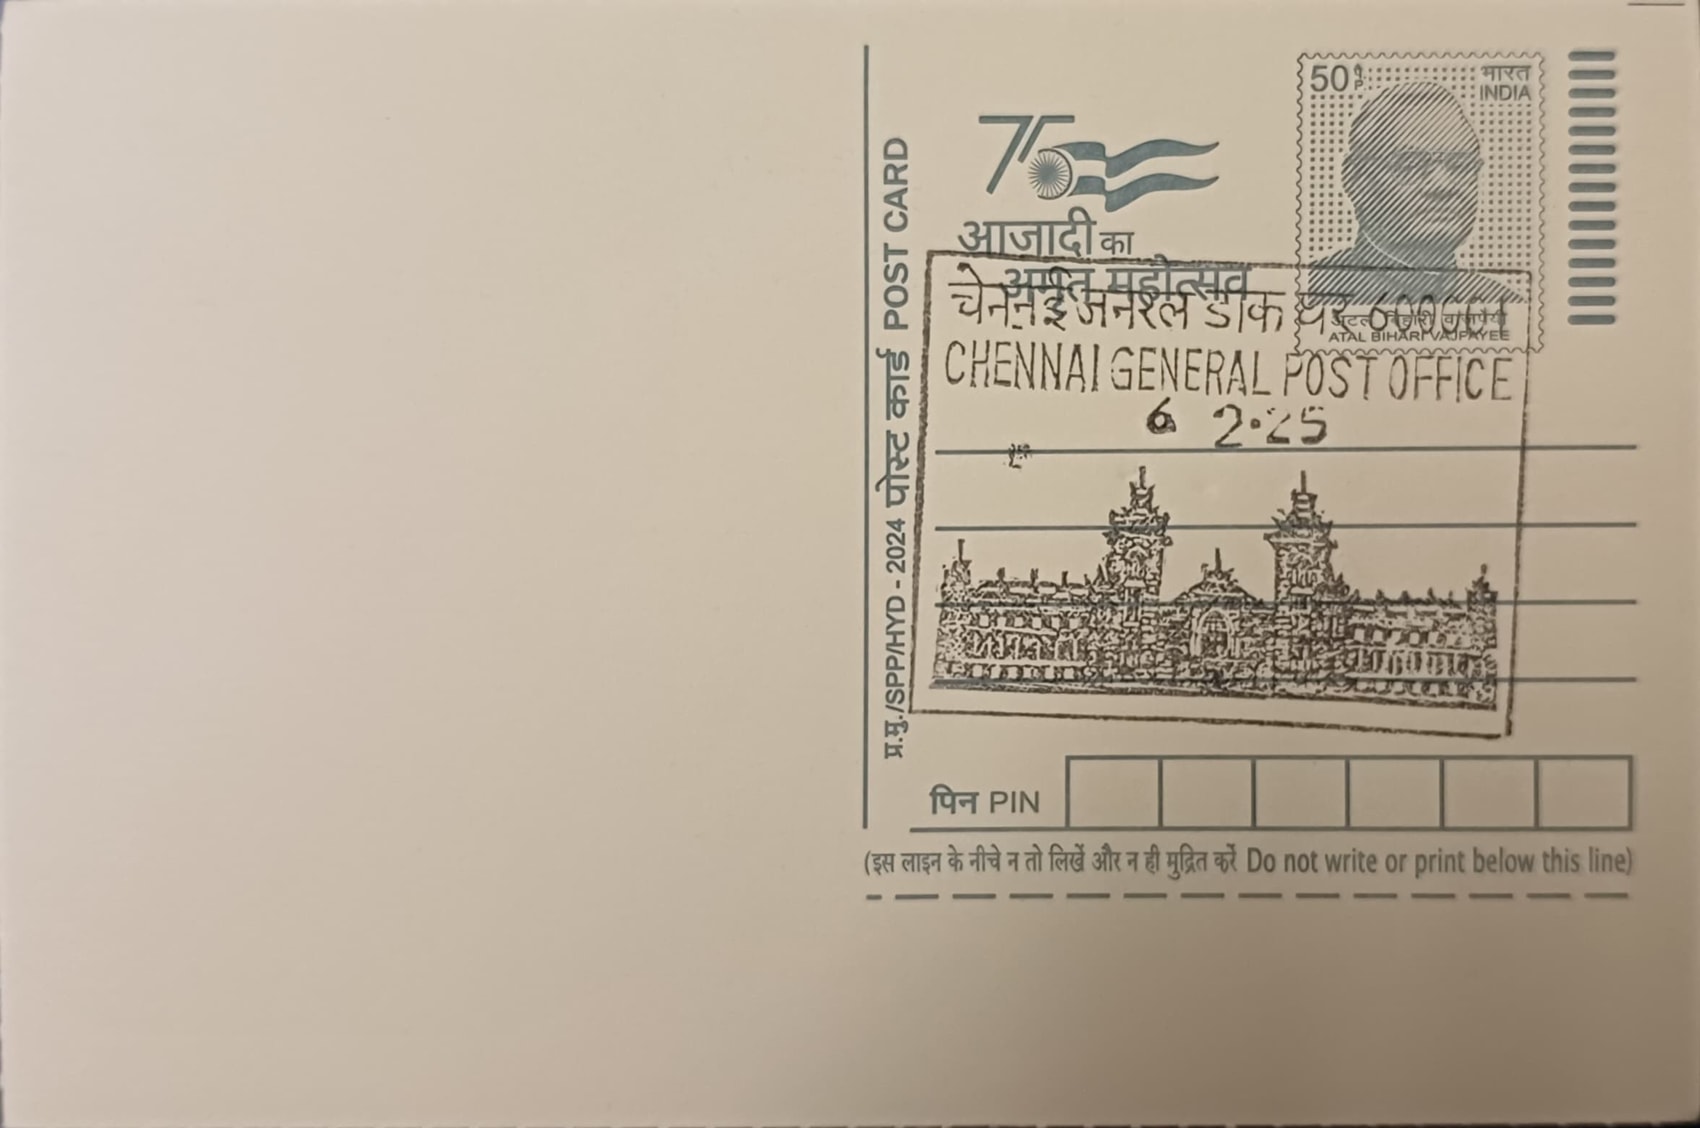 प्र.मु./SPP/HYD - 2024 पोस्ट कार्ड POST CARD
75
आज़ादी का
अमृत महोत्सव
50 प. P.
भारत
INDIA
अटल बिहारी वाजपेयी
ATAL BIHARI VAJPAYEE
चेन्नई जनरल डाक घर 600001
CHENNAI GENERAL POST OFFICE
6 2·25
पिन PIN
(इस लाइन के नीचे न तो लिखें और न ही मुद्रित करें Do not write or print below this line)